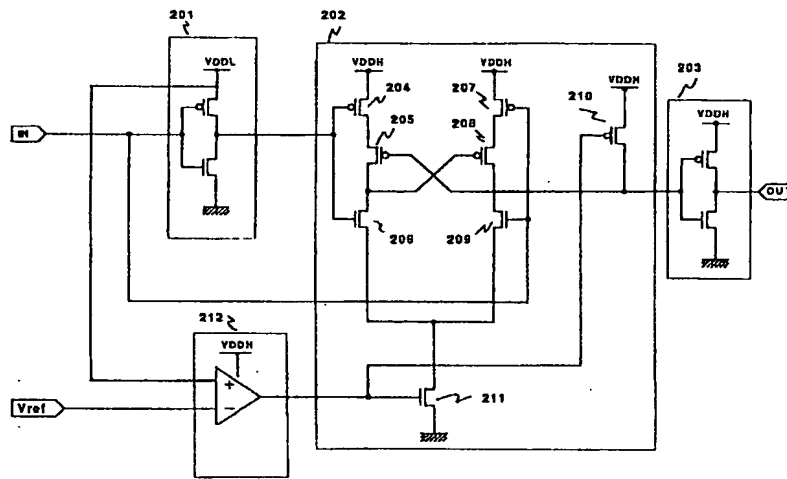 201
202
VDDL
VDDH
VDDH
VDDH
203
204
207
210
205
208
VDDH
IN
OUT
206
209
212
VDDH
+
−
Vref
211